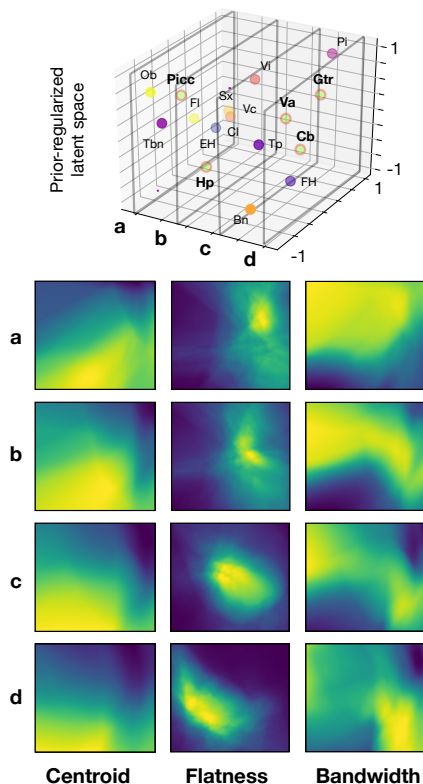 Prior-regularized
latent space
Pi
1
Ob
Picc
Vi
Gtr
Sx
Fl
Vc
Va
Tbn
EH
Cl
Tp
Cb
-1
Hp
FH
1
Bn
a
b
c
d
-1
a
b
c
d
Centroid Flatness Bandwidth